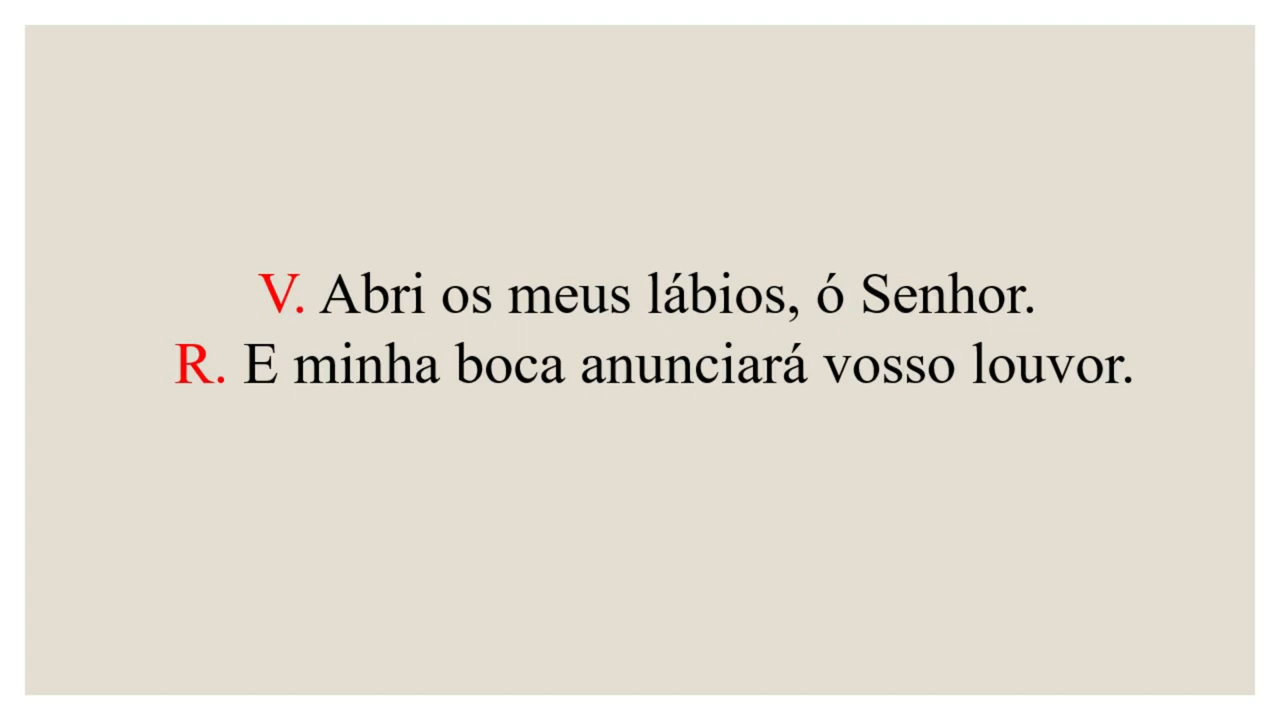 V. Abri os meus lábios, ó Senhor.
R. E minha boca anunciará vosso louvor.